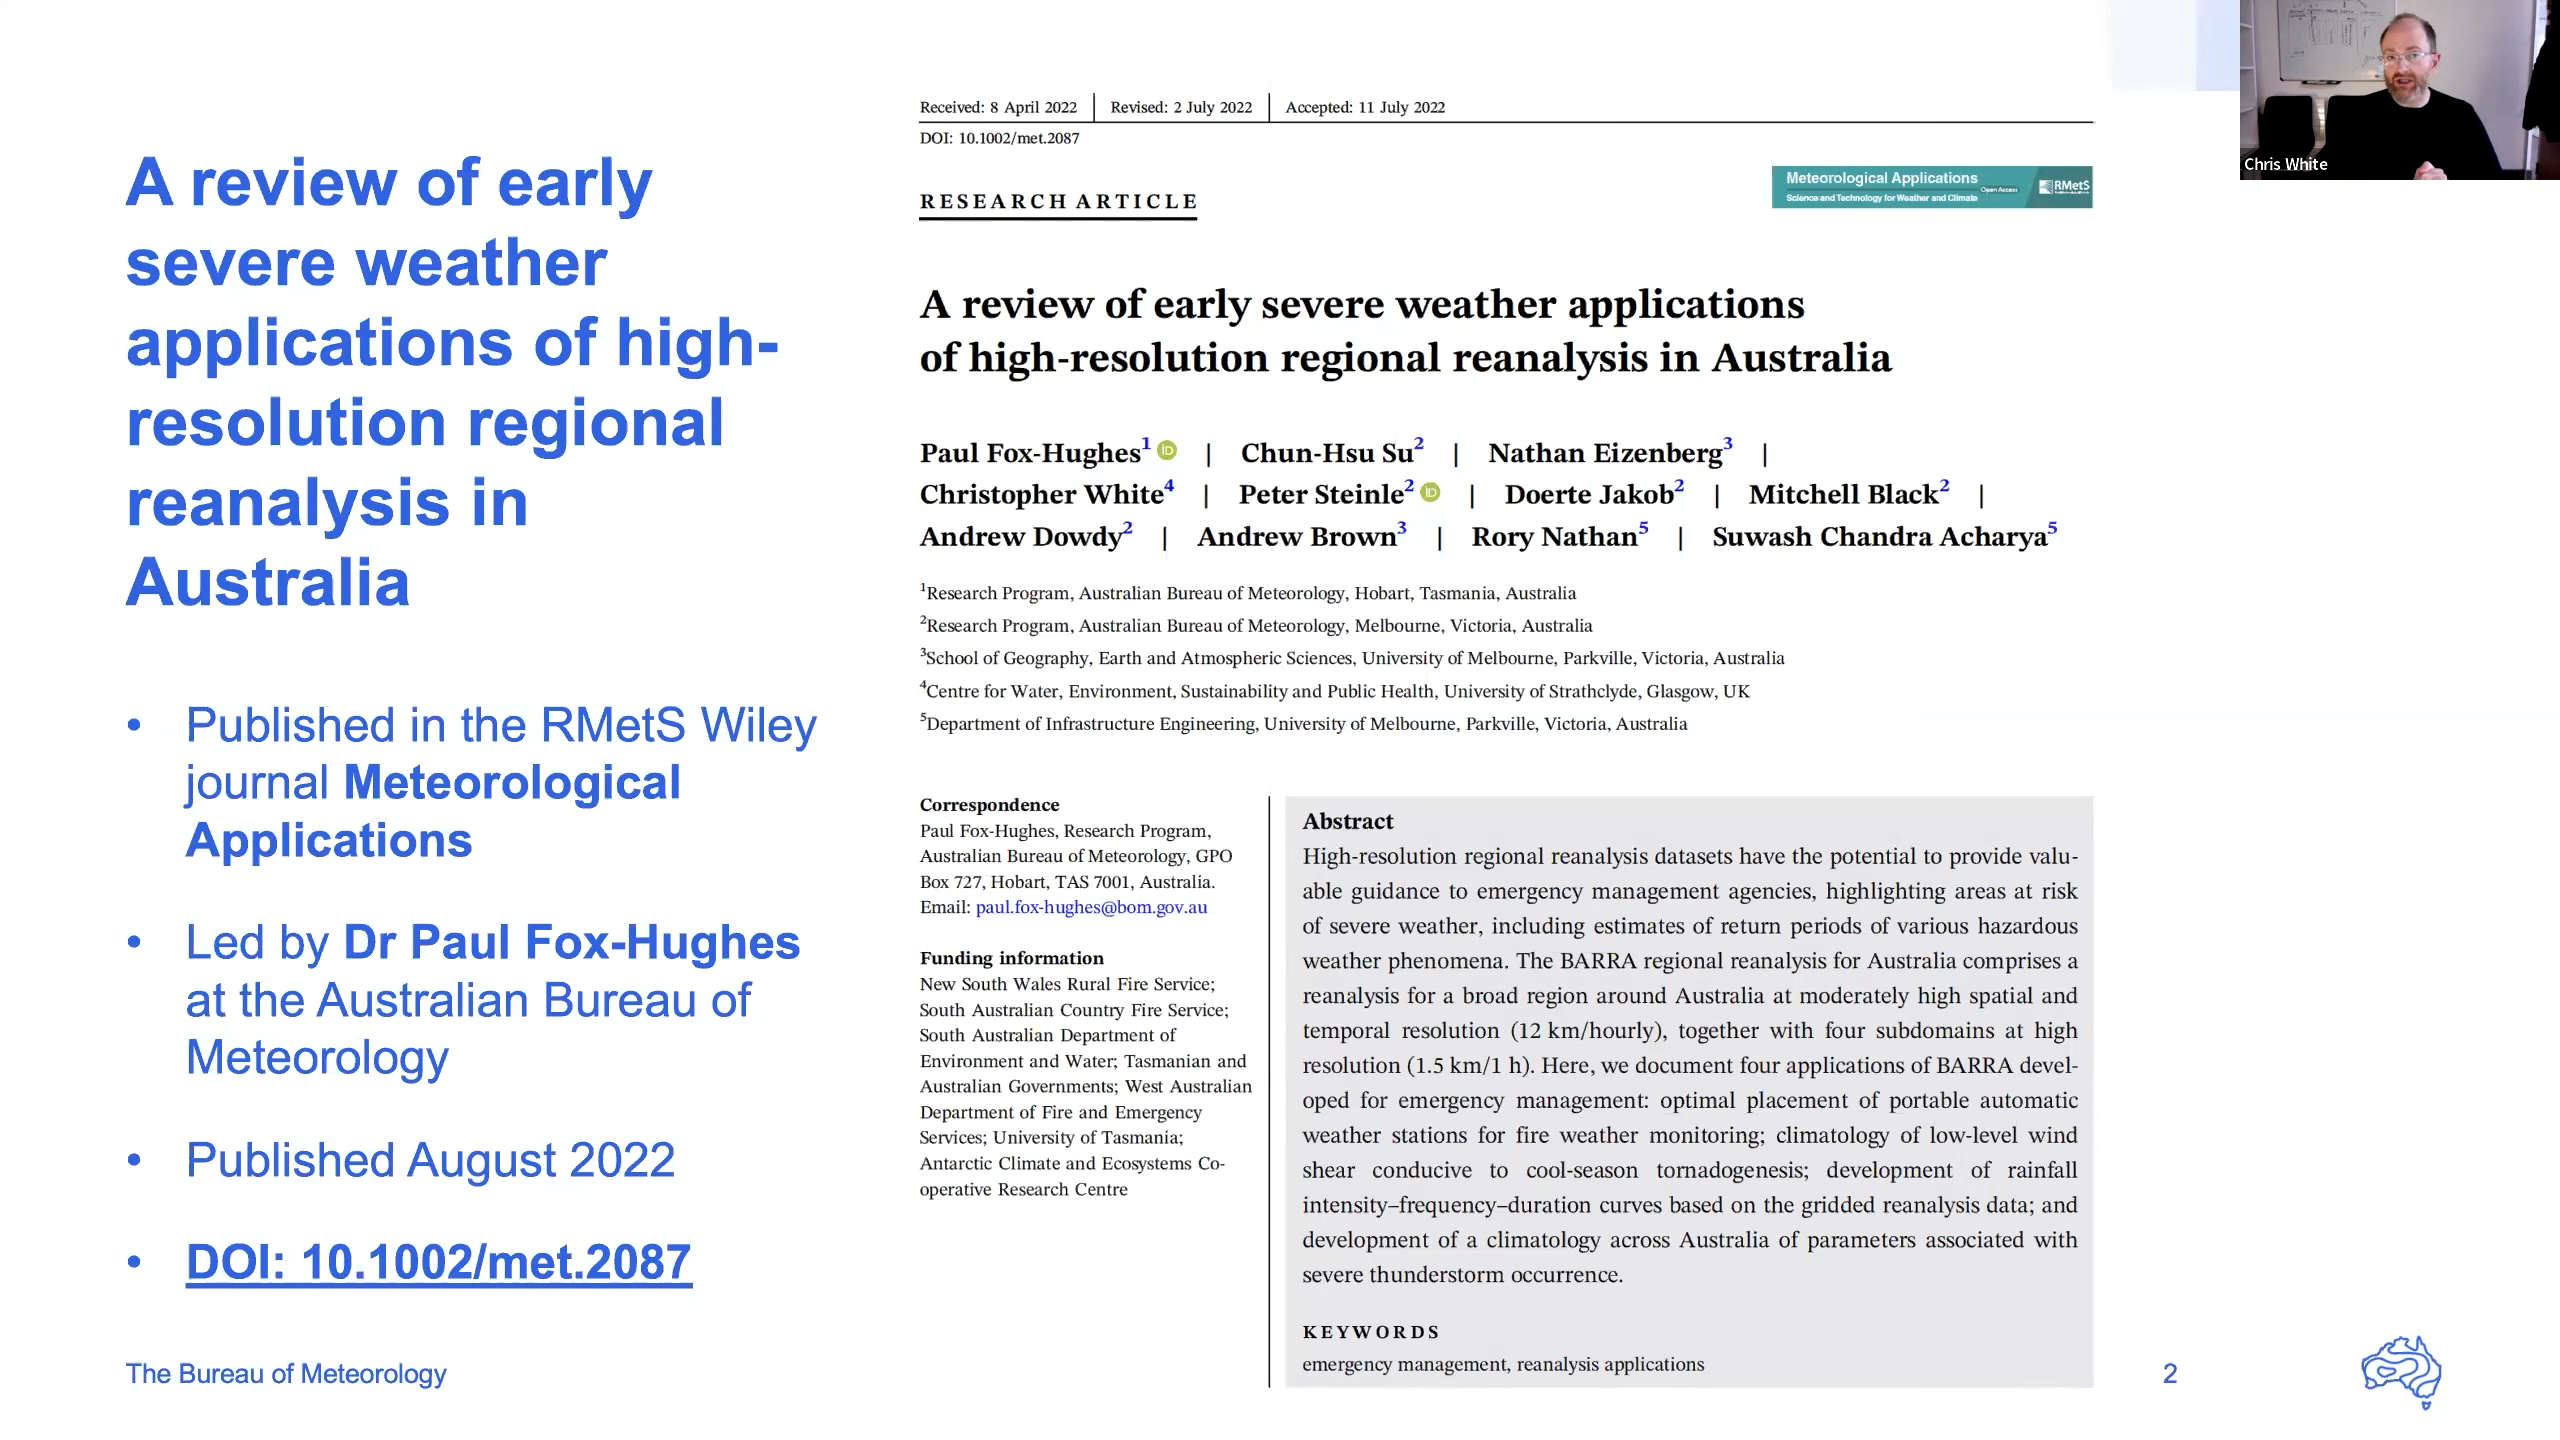 A review of early
severe weather
applications of high-
resolution regional
reanalysis in
Australia
• Published in the RMetS Wiley
journal Meteorological
Applications
• Led by Dr Paul Fox-Hughes
at the Australian Bureau of
Meteorology
• Published August 2022
• DOI: 10.1002/met.2087
The Bureau of Meteorology
Received: 8 April 2022 Revised: 2 July 2022 Accepted: 11 July 2022
DOI: 10.1002/met.2087
RESEARCH ARTICLE
Meteorological Applications
Open Access
Science and Technology for Weather and Climate
RMetS
A review of early severe weather applications
of high-resolution regional reanalysis in Australia
Paul Fox-Hughes1 iD | Chun-Hsu Su2 | Nathan Eizenberg3 |
Christopher White4 | Peter Steinle2 iD | Doerte Jakob2 | Mitchell Black2 |
Andrew Dowdy2 | Andrew Brown3 | Rory Nathan5 | Suwash Chandra Acharya5
1Research Program, Australian Bureau of Meteorology, Hobart, Tasmania, Australia
2Research Program, Australian Bureau of Meteorology, Melbourne, Victoria, Australia
3School of Geography, Earth and Atmospheric Sciences, University of Melbourne, Parkville, Victoria, Australia
4Centre for Water, Environment, Sustainability and Public Health, University of Strathclyde, Glasgow, UK
5Department of Infrastructure Engineering, University of Melbourne, Parkville, Victoria, Australia
Correspondence
Paul Fox-Hughes, Research Program,
Australian Bureau of Meteorology, GPO
Box 727, Hobart, TAS 7001, Australia.
Email: paul.fox-hughes@bom.gov.au
Funding information
New South Wales Rural Fire Service;
South Australian Country Fire Service;
South Australian Department of
Environment and Water; Tasmanian and
Australian Governments; West Australian
Department of Fire and Emergency
Services; University of Tasmania;
Antarctic Climate and Ecosystems Co-
operative Research Centre
Abstract
High-resolution regional reanalysis datasets have the potential to provide valu-
able guidance to emergency management agencies, highlighting areas at risk
of severe weather, including estimates of return periods of various hazardous
weather phenomena. The BARRA regional reanalysis for Australia comprises a
reanalysis for a broad region around Australia at moderately high spatial and
temporal resolution (12 km/hourly), together with four subdomains at high
resolution (1.5 km/1 h). Here, we document four applications of BARRA devel-
oped for emergency management: optimal placement of portable automatic
weather stations for fire weather monitoring; climatology of low-level wind
shear conducive to cool-season tornadogenesis; development of rainfall
intensity–frequency–duration curves based on the gridded reanalysis data; and
development of a climatology across Australia of parameters associated with
severe thunderstorm occurrence.
KEYWORDS
emergency management, reanalysis applications
2
Chris White